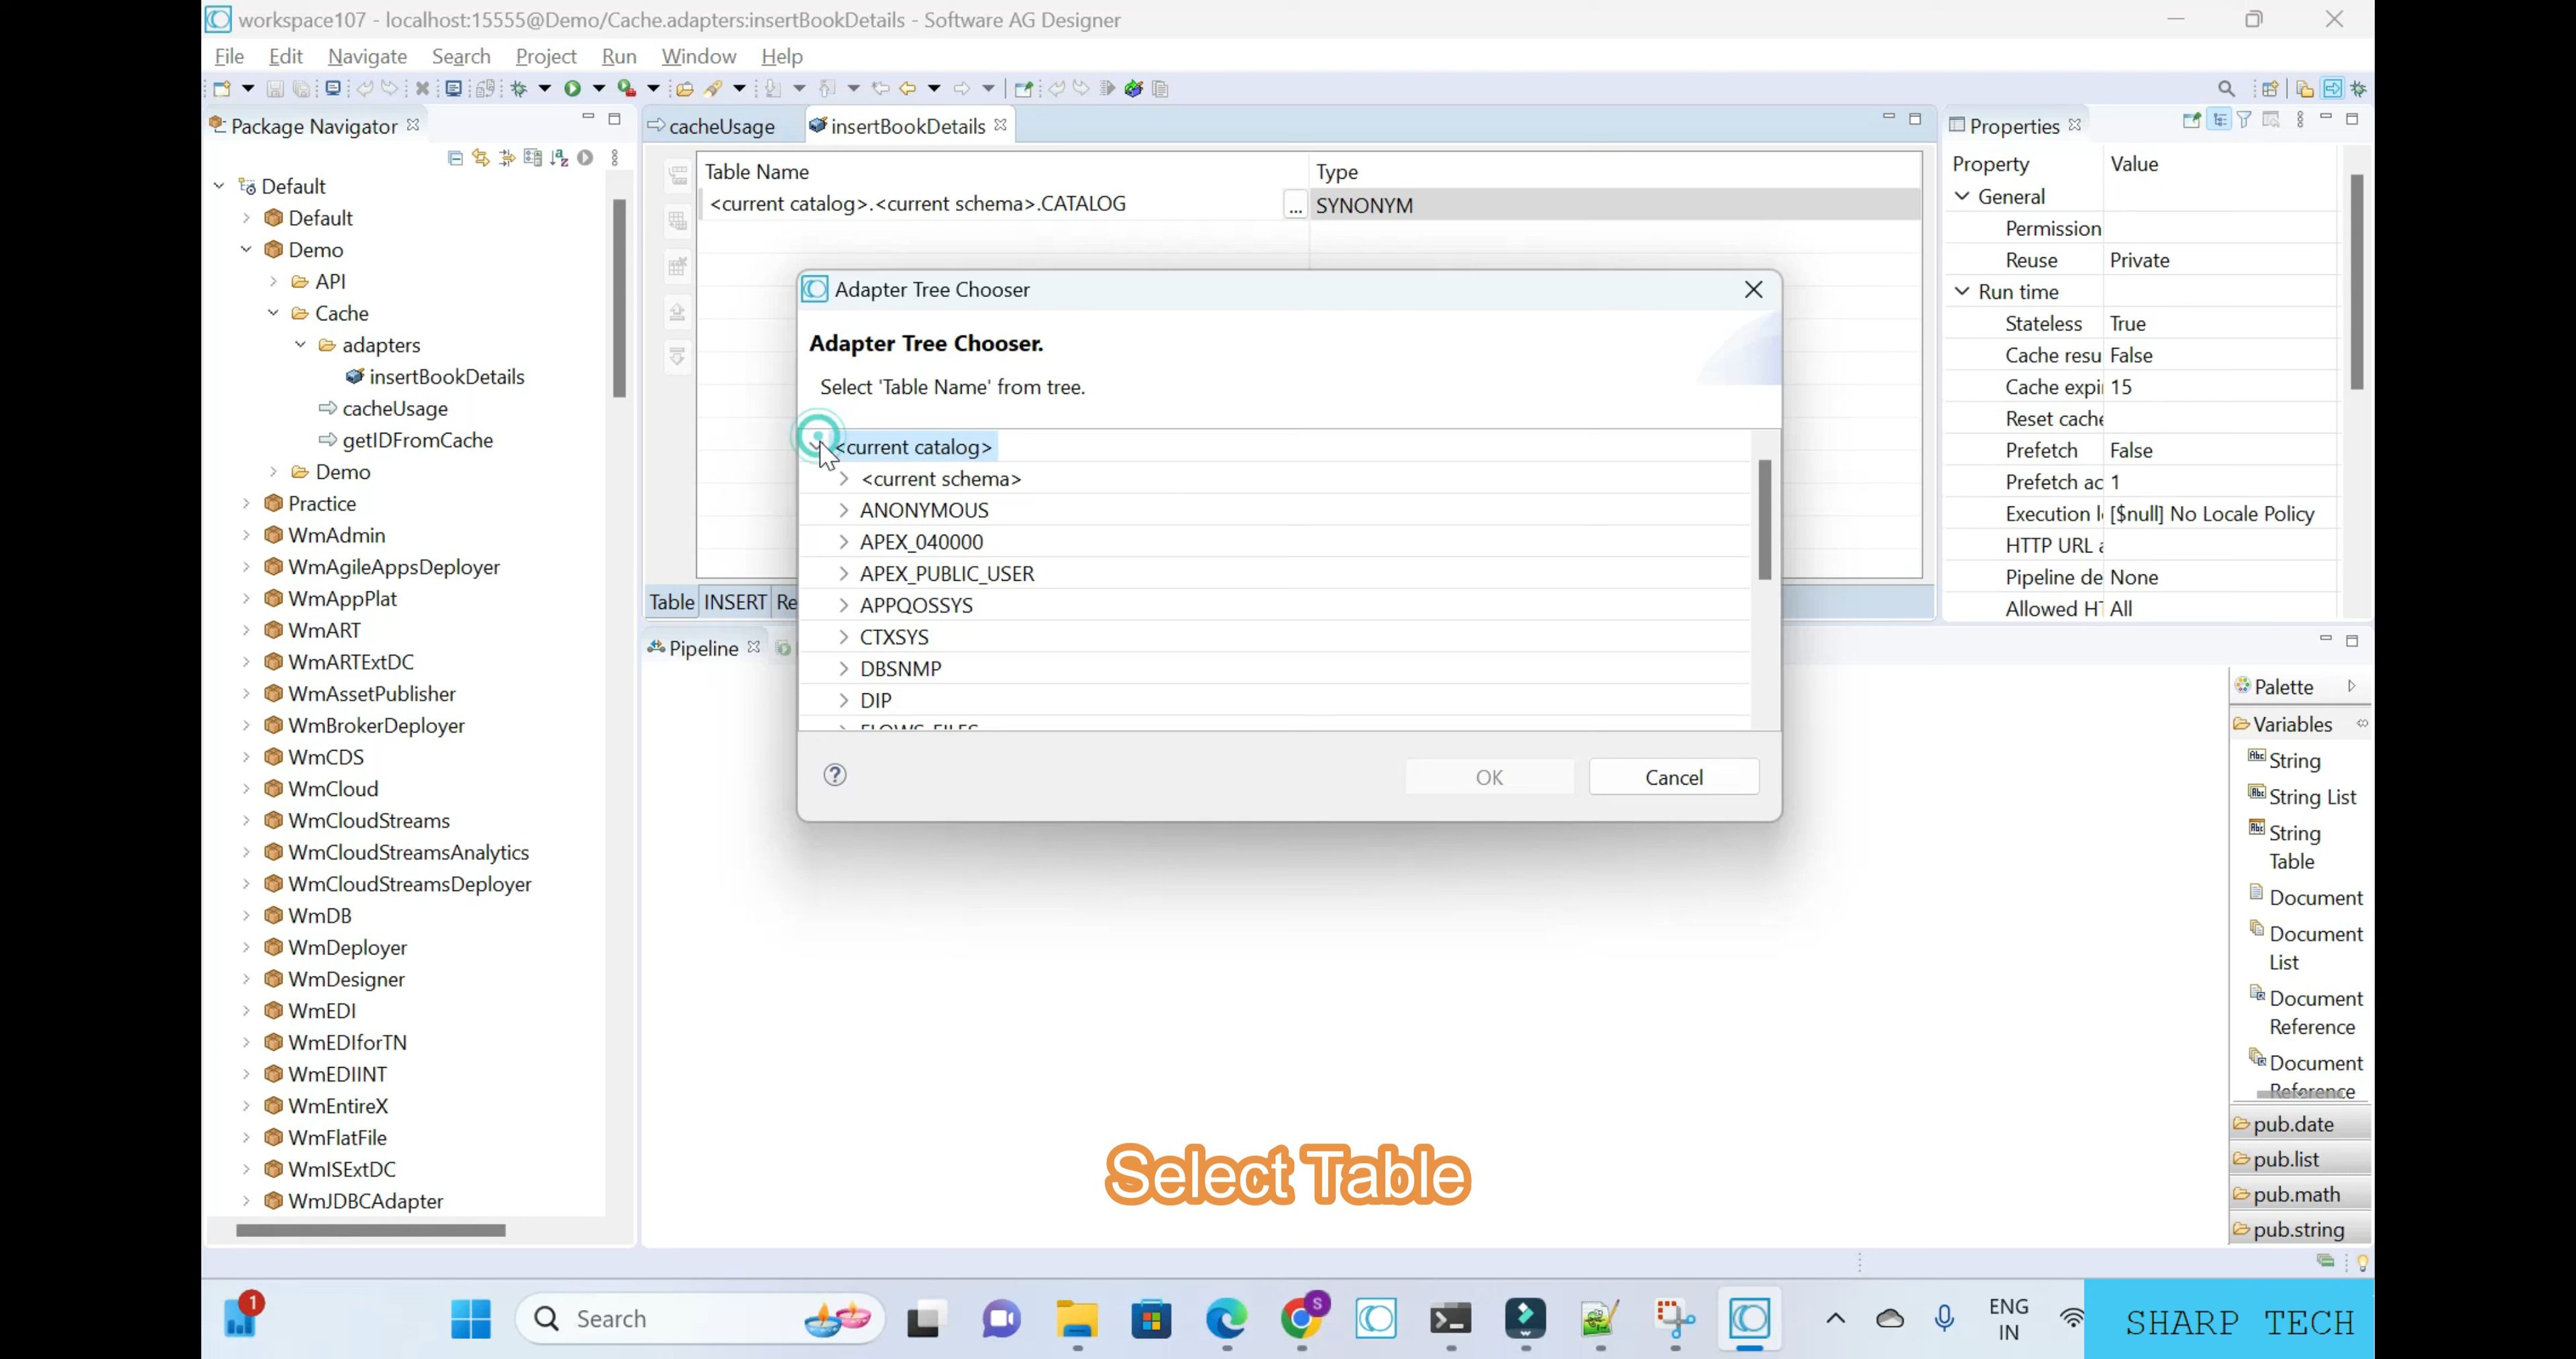 workspace107 - localhost:15555@Demo/Cache.adapters:insertBookDetails - Software AG Designer
File Edit Navigate Search Project Run Window Help
Package Navigator
Default
Default
Demo
API
Cache
adapters
insertBookDetails
cacheUsage
getIDFromCache
Demo
Practice
WmAdmin
WmAgileAppsDeployer
WmAppPlat
WmART
WmARTExtDC
WmAssetPublisher
WmBrokerDeployer
WmCDS
WmCloud
WmCloudStreams
WmCloudStreamsAnalytics
WmCloudStreamsDeployer
WmDB
WmDeployer
WmDesigner
WmEDI
WmEDIforTN
WmEDIINT
WmEntireX
WmFlatFile
WmISExtDC
WmJDBCAdapter
cacheUsage insertBookDetails
Table Name Type
<current catalog>.<current schema>.CATALOG ... SYNONYM
Table INSERT Re
Adapter Tree Chooser
Adapter Tree Chooser.
Select 'Table Name' from tree.
<current catalog>
<current schema>
ANONYMOUS
APEX_040000
APEX_PUBLIC_USER
APPQOSSYS
CTXSYS
DBSNMP
DIP
FLOWS_FILES
OK Cancel
Pipeline
Properties
Property Value
General
Permission
Reuse Private
Run time
Stateless True
Cache resu False
Cache expi 15
Reset cache
Prefetch False
Prefetch ac 1
Execution l [$null] No Locale Policy
HTTP URL a
Pipeline de None
Allowed HT All
Palette
Variables
String
String List
String
Table
Document
Document
List
Document
Reference
Document
Reference
pub.date
pub.list
pub.math
pub.string
Select Table
1
Search
S
ENG
IN
SHARP TECH